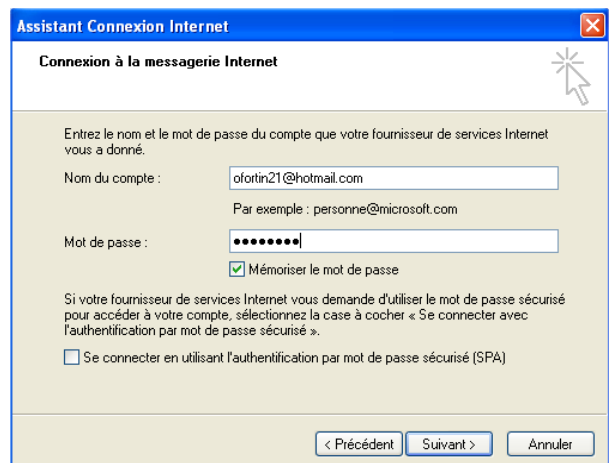 Assistant Connexion Internet
Connexion à la messagerie Internet
Entrez le nom et le mot de passe du compte que votre fournisseur de services Internet
vous a donné.
Nom du compte :
ofortin21@hotmail.com
Par exemple : personne@microsoft.com
Mot de passe :
●●●●●●●●
Mémoriser le mot de passe
Si votre fournisseur de services Internet vous demande d'utiliser le mot de passe sécurisé
pour accéder à votre compte, sélectionnez la case à cocher « Se connecter avec
l'authentification par mot de passe sécurisé ».
Se connecter en utilisant l'authentification par mot de passe sécurisé (SPA)
< Précédent
Suivant >
Annuler